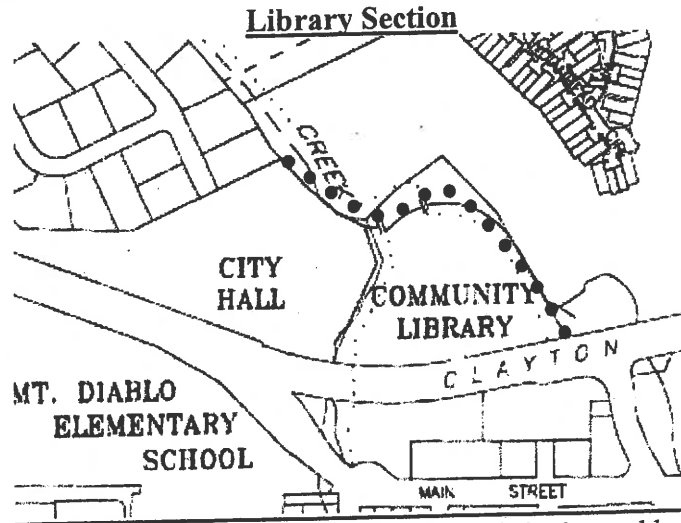 Library Section
CREEK
CITY
HALL
COMMUNITY
LIBRARY
CLAYTON
MT. DIABLO
ELEMENTARY
SCHOOL
MAIN STREET